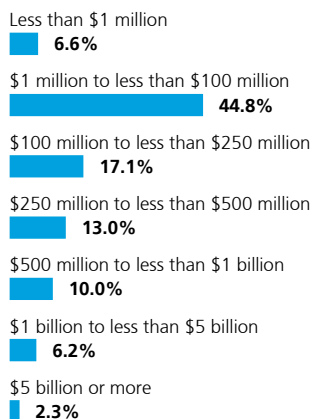 Less than $1 million
6.6%
$1 million to less than $100 million
44.8%
$100 million to less than $250 million
17.1%
$250 million to less than $500 million
13.0%
$500 million to less than $1 billion
10.0%
$1 billion to less than $5 billion
6.2%
$5 billion or more
2.3%